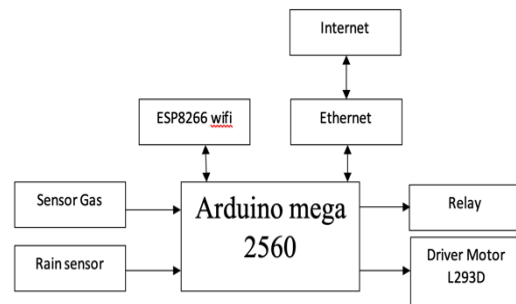 Internet
ESP8266 wifi
Ethernet
Sensor Gas
Arduino mega
2560
Relay
Rain sensor
Driver Motor
L293D